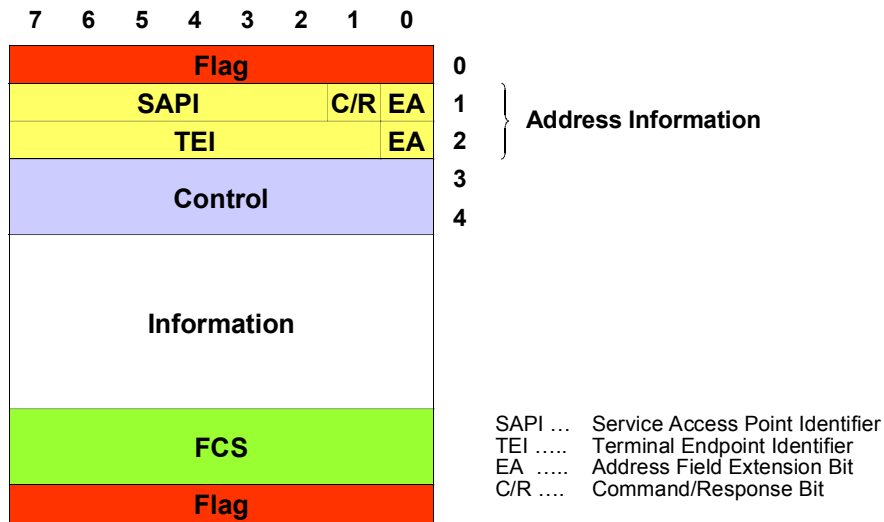 7 6 5 4 3 2 1 0
Flag 0
SAPI C/R EA 1
Address Information
TEI EA 2
3
Control
4
Information
FCS
Flag
SAPI … Service Access Point Identifier
TEI ….. Terminal Endpoint Identifier
EA ….. Address Field Extension Bit
C/R …. Command/Response Bit